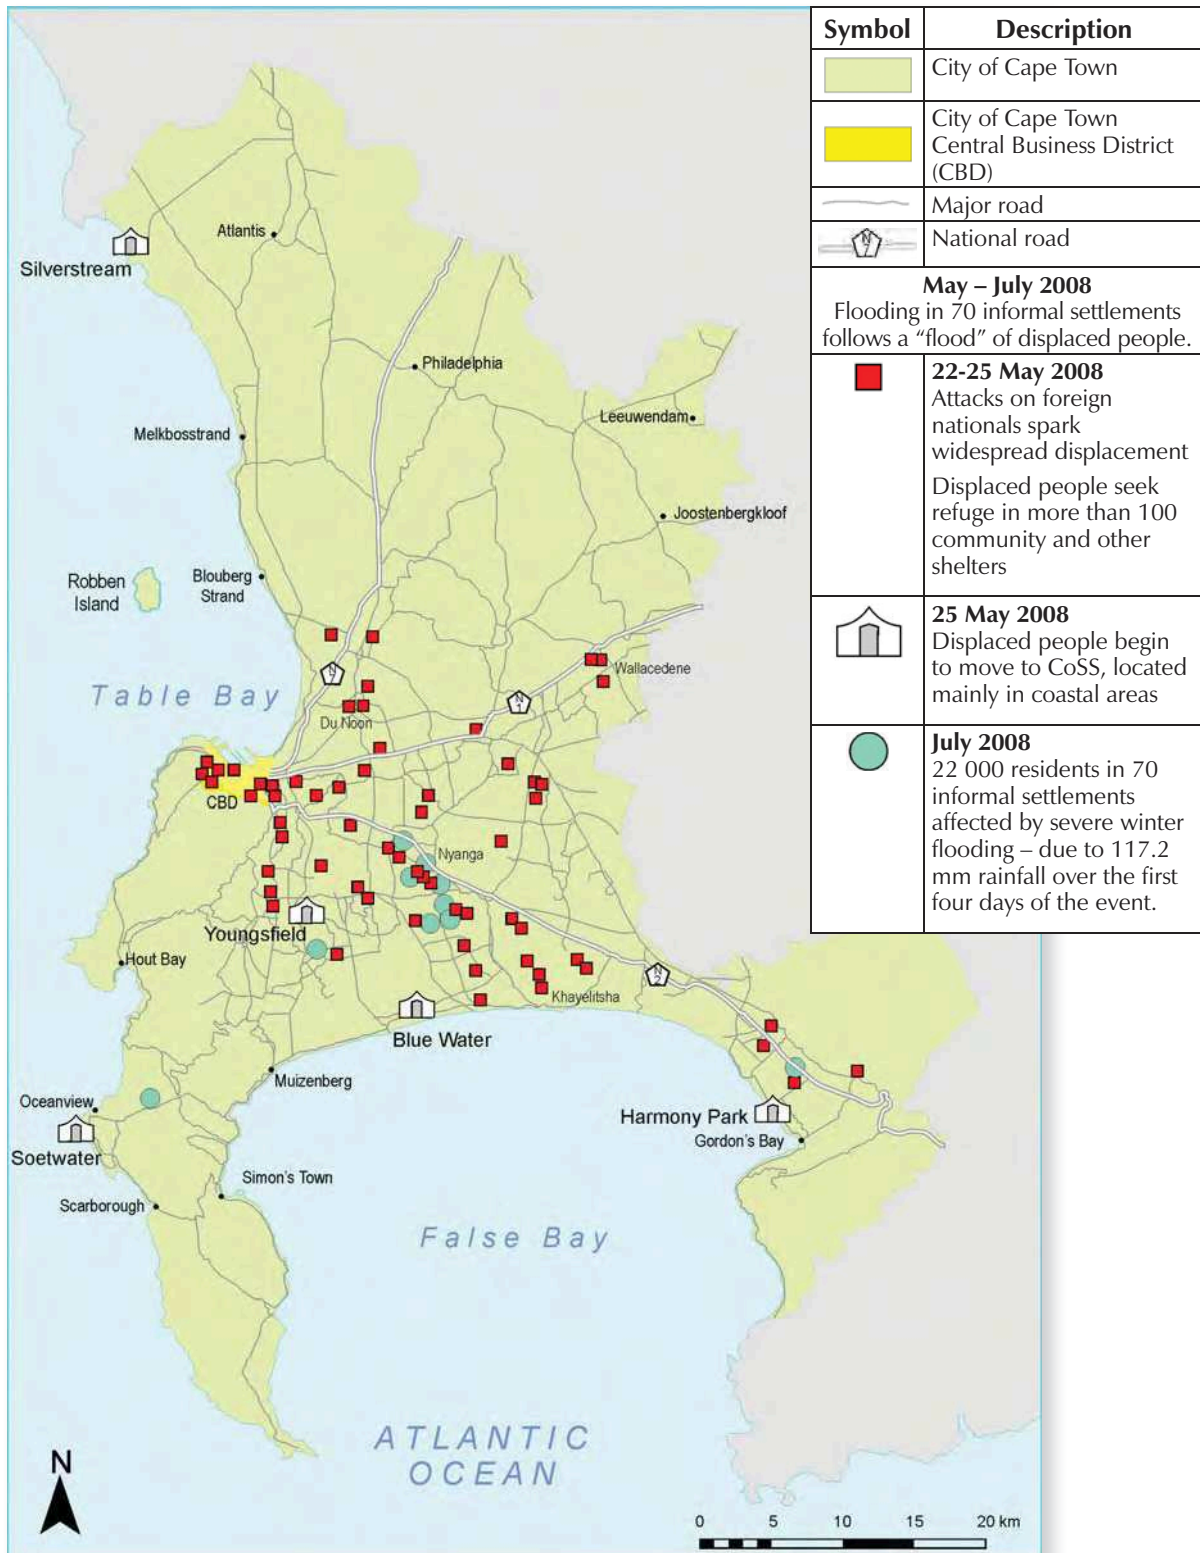 Symbol
Description
City of Cape Town
City of Cape Town
Central Business District
(CBD)
Major road
N
7
National road
May – July 2008
Flooding in 70 informal settlements
follows a “flood” of displaced people.
22-25 May 2008
Attacks on foreign
nationals spark
widespread displacement
Displaced people seek
refuge in more than 100
community and other
shelters
25 May 2008
Displaced people begin
to move to CoSS, located
mainly in coastal areas
July 2008
22 000 residents in 70
informal settlements
affected by severe winter
flooding – due to 117.2
mm rainfall over the first
four days of the event.
Atlantis
Silverstream
Philadelphia
Leeuwendam
Melkbosstrand
Joostenbergkloof
Robben
Island
Blouberg
Strand
Wallacedene
N
7
Table Bay
N
1
Du Noon
CBD
Nyanga
Youngsfield
Hout Bay
N
2
Khayelitsha
Blue Water
Muizenberg
Oceanview
Harmony Park
Gordon's Bay
Soetwater
Simon's Town
Scarborough
False Bay
ATLANTIC
OCEAN
N
0 5 10 15 20 km